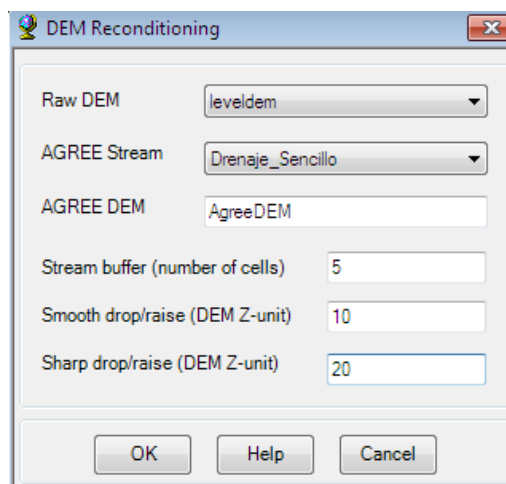 DEM Reconditioning
Raw DEM leveldem
AGREE Stream Drenaje_Sencillo
AGREE DEM AgreeDEM
Stream buffer (number of cells) 5
Smooth drop/raise (DEM Z-unit) 10
Sharp drop/raise (DEM Z-unit) 20
OK Help Cancel